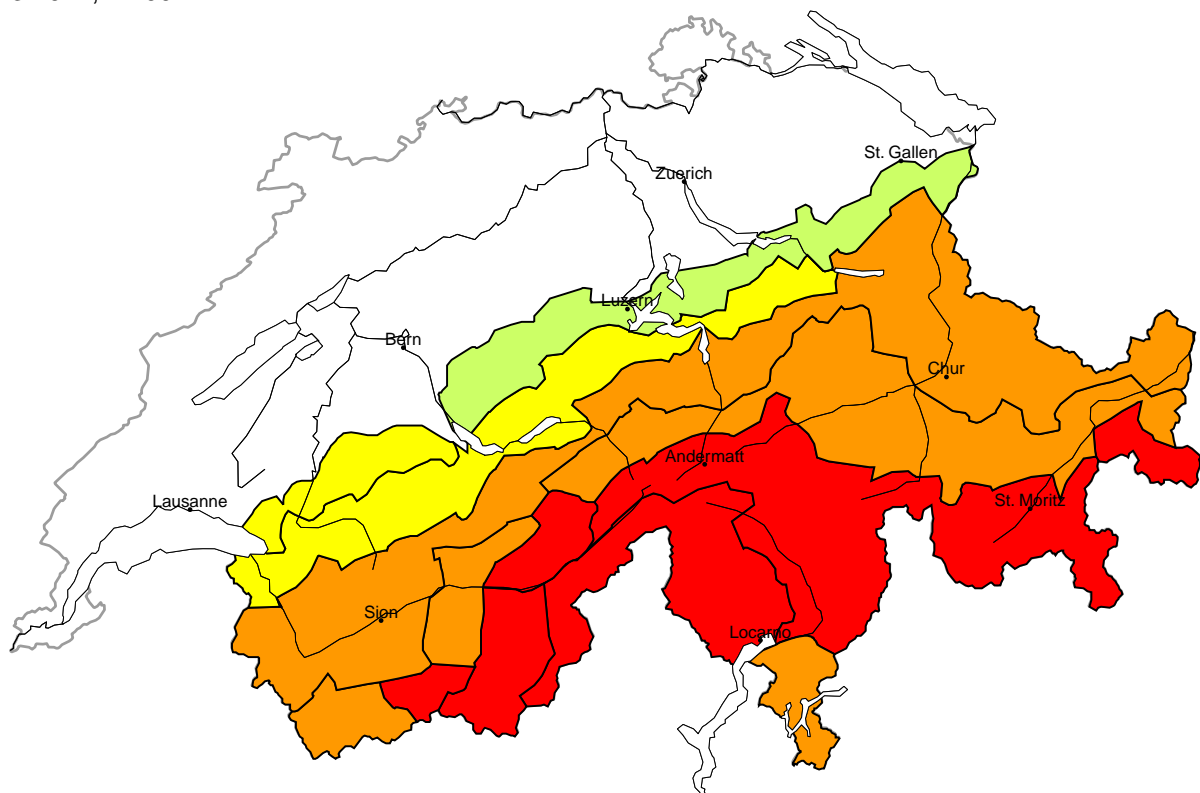 St. Gallen
Zuerich
Luzern
Bern
Chur
Andermatt
Lausanne
St. Moritz
Sion
Locarno